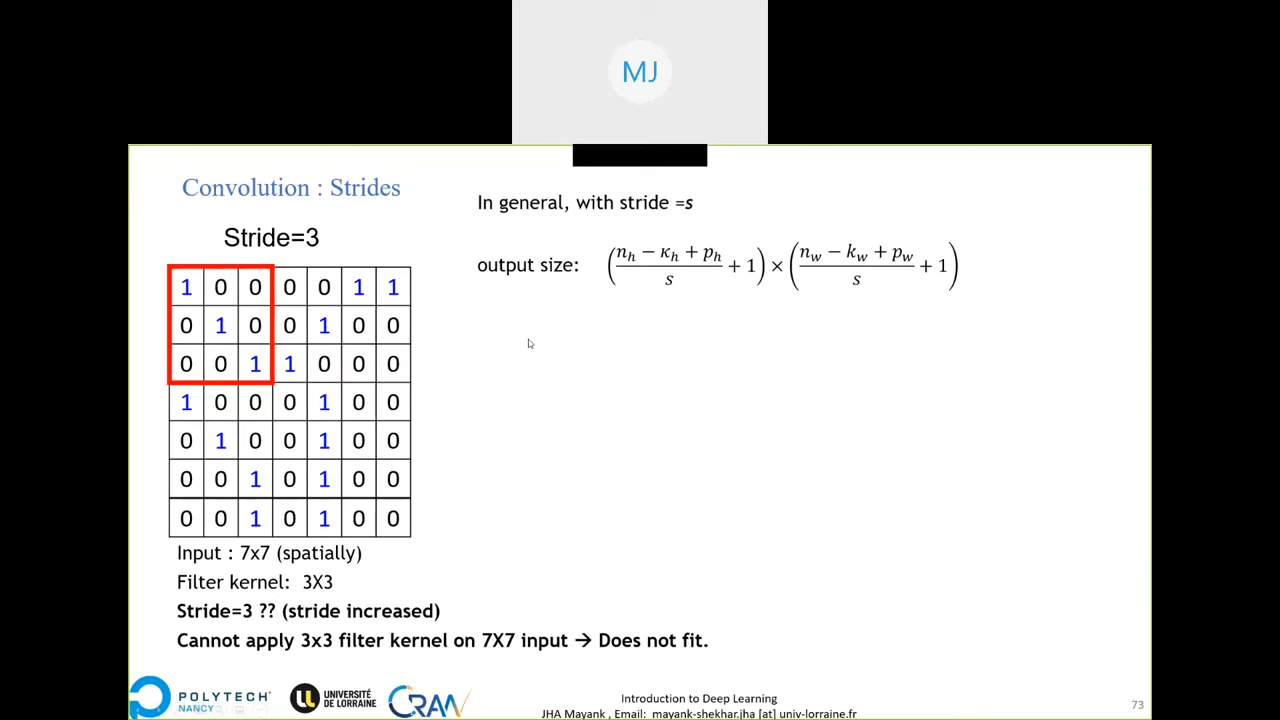 MJ
Convolution : Strides
Stride=3
1 0 0 0 0 1 1
0 1 0 0 1 0 0
0 0 1 1 0 0 0
1 0 0 0 1 0 0
0 1 0 0 1 0 0
0 0 1 0 1 0 0
0 0 1 0 1 0 0
Input : 7x7 (spatially)
Filter kernel: 3X3
Stride=3 ?? (stride increased)
Cannot apply 3x3 filter kernel on 7X7 input → Does not fit.
In general, with stride =s
output size: ((n_h − κ_h + p_h)/s + 1) × ((n_w − k_w + p_w)/s + 1)
POLYTECH
NANCY
UNIVERSITÉ
DE LORRAINE
CRAN
Introduction to Deep Learning
JHA Mayank , Email: mayank-shekhar.jha [at] univ-lorraine.fr
73